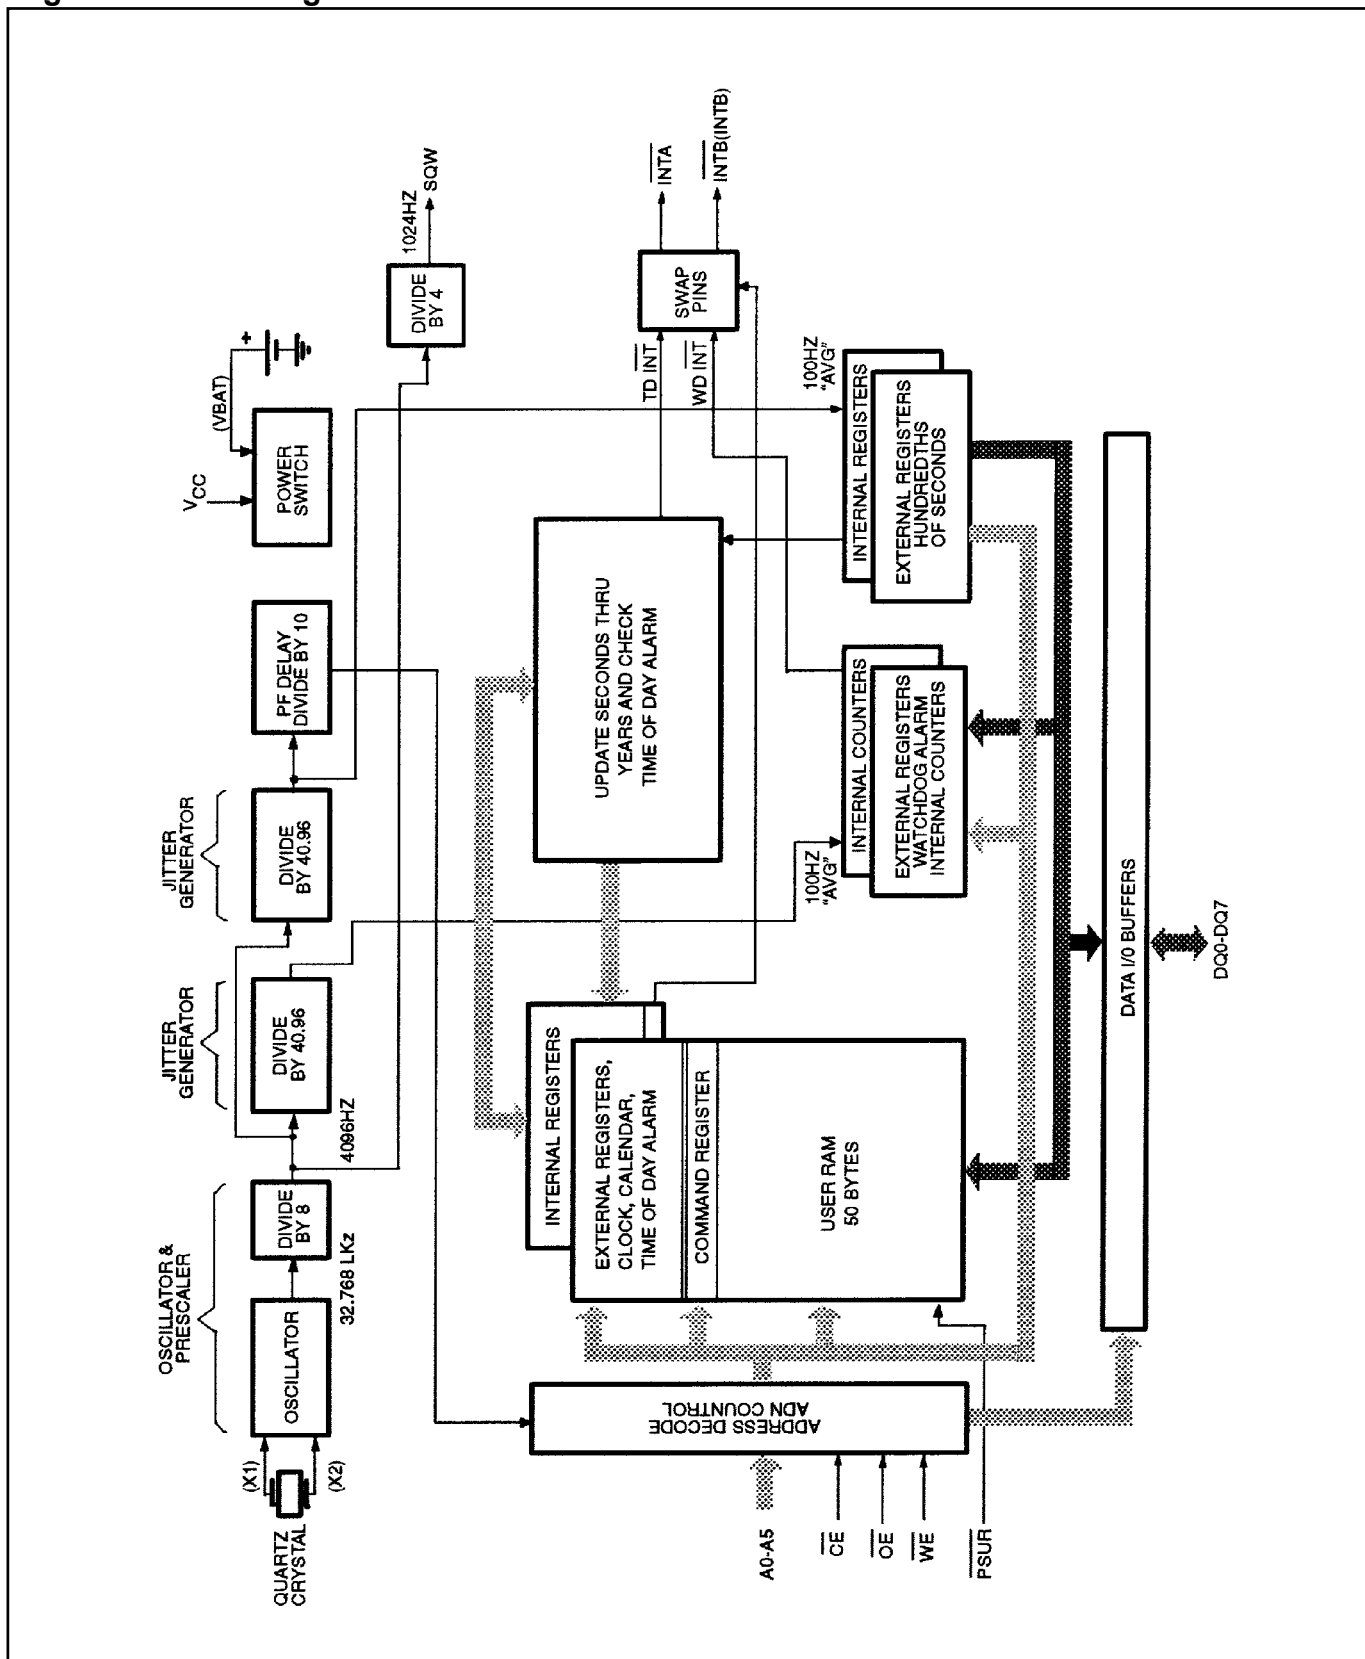 QUARTZ
CRYSTAL
(X1)
(X2)
OSCILLATOR &
PRESCALER
OSCILLATOR
32.768 LKz
DIVIDE
BY 8
4096HZ
JITTER
GENERATOR
DIVIDE
BY 40.96
JITTER
GENERATOR
DIVIDE
BY 40.96
PF DELAY
DIVIDE BY 10
VCC
(VBAT)
+
POWER
SWITCH
DIVIDE
BY 4
1024HZ
SQW
ADDRESS DECODE
ADN COUNTROL
A0-A5
CE
OE
WE
PSUR
INTERNAL REGISTERS
EXTERNAL REGISTERS,
CLOCK, CALENDAR,
TIME OF DAY ALARM
COMMAND REGISTER
USER RAM
50 BYTES
UPDATE SECONDS THRU
YEARS AND CHECK
TIME OF DAY ALARM
TD INT
WD INT
SWAP
PINS
INTA
INTB(INTB)
100HZ
"AVG"
INTERNAL COUNTERS
EXTERNAL REGISTERS
WATCHDOG ALARM
INTERNAL COUNTERS
100HZ
"AVG"
INTERNAL REGISTERS
EXTERNAL REGISTERS
HUNDREDTHS
OF SECONDS
DATA I/0 BUFFERS
DQ0-DQ7